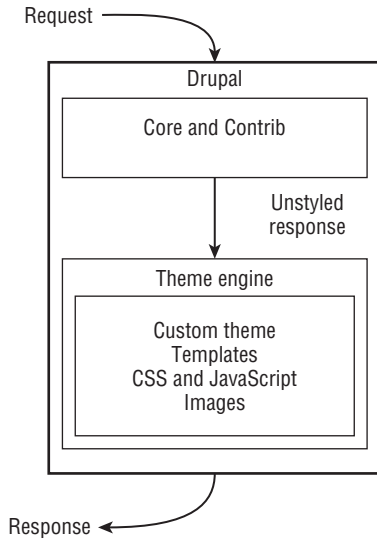 Request
Drupal
Core and Contrib
Unstyled
response
Theme engine
Custom theme
Templates
CSS and JavaScript
Images
Response